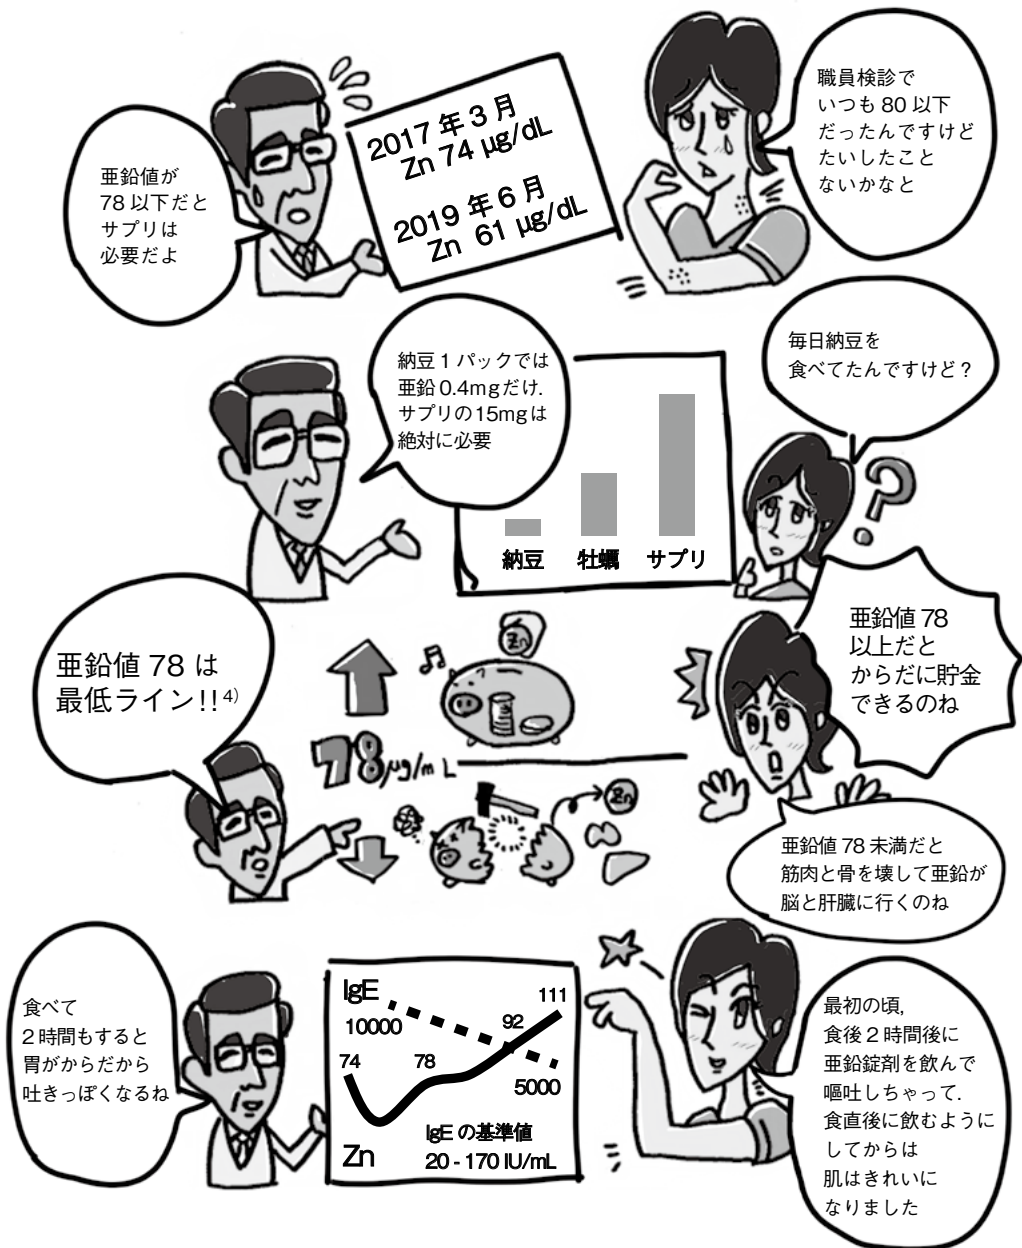 職員検診で
いつも 80 以下
だったんですけど
たいしたこと
ないかなと
2017 年 3 月
Zn 74 μg/dL
2019 年 6 月
Zn 61 μg/dL
亜鉛値が
78 以下だと
サプリは
必要だよ
毎日納豆を
食べてたんですけど？
納豆 1 パックでは
亜鉛 0.4mg だけ.
サプリの 15mg は
絶対に必要
納豆 牡蠣 サプリ
亜鉛値 78 は
最低ライン!! 4)
亜鉛値 78
以上だと
からだに貯金
できるのね
Zn
78 μg/mL
Zn
亜鉛値 78 未満だと
筋肉と骨を壊して亜鉛が
脳と肝臓に行くのね
最初の頃,
食後 2 時間後に
亜鉛錠剤を飲んで
嘔吐しちゃって.
食直後に飲むように
してからは
肌はきれいに
なりました
IgE
10000
111
92
74
78
5000
Zn
IgE の基準値
20 - 170 IU/mL
食べて
2 時間もすると
胃がからだから
吐きっぽくなるね